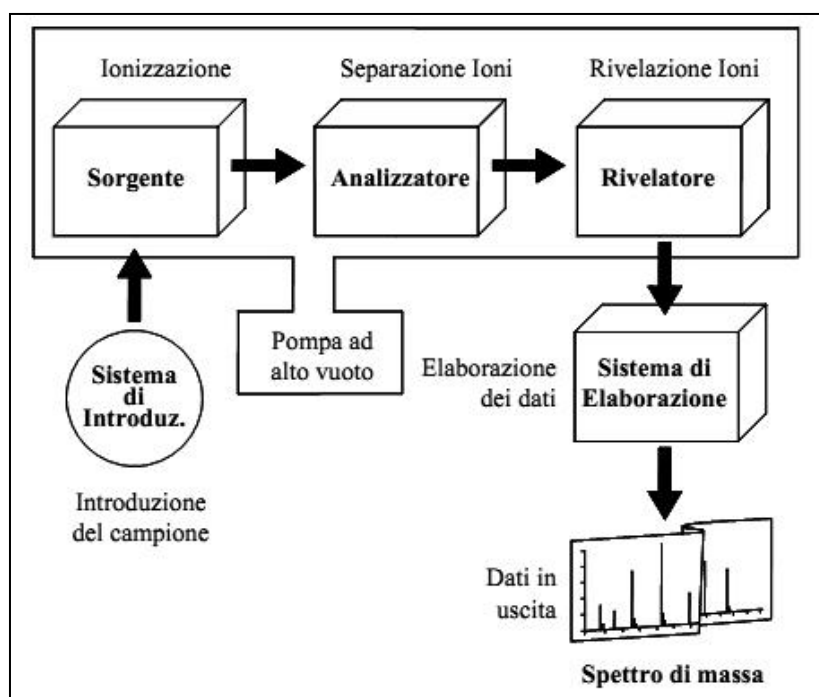 Ionizzazione
Separazione Ioni
Rivelazione Ioni
Sorgente
Analizzatore
Rivelatore
Sistema
di
Introduz.
Introduzione
del campione
Pompa ad
alto vuoto
Elaborazione
dei dati
Sistema di
Elaborazione
Dati in
uscita
Spettro di massa